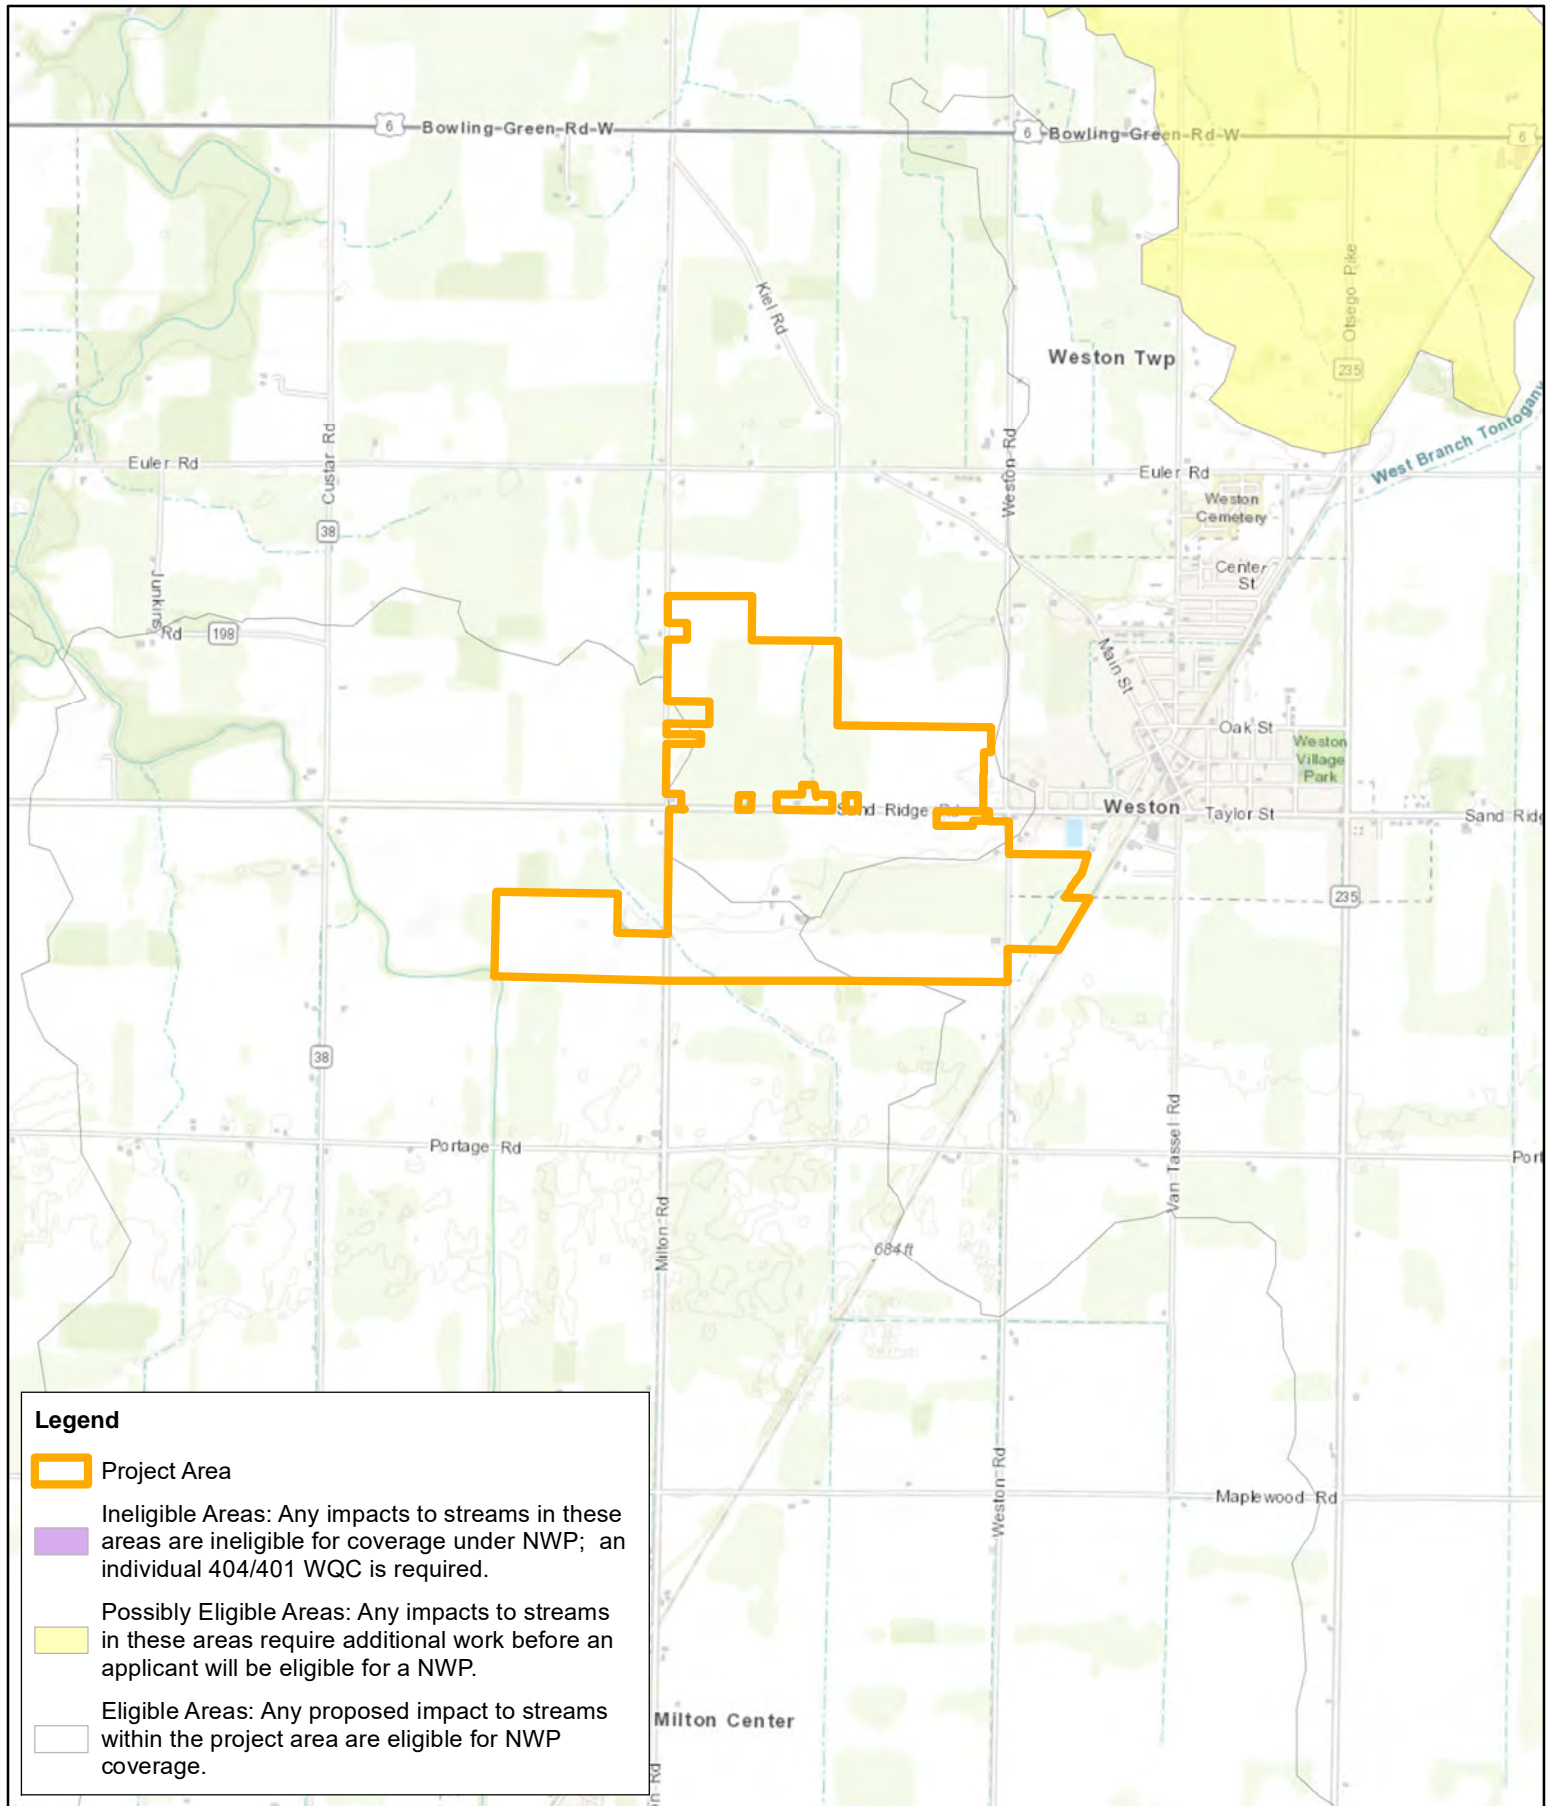 6
Bowling-Green-Rd-W
6
Bowling-Green-Rd-W
6
Kiel Rd
Otsego Pike
Weston Twp
235
West Branch Tontogany
Custar Rd
Euler Rd
Weston Rd
Euler Rd
Weston
Cemetery
38
Center
St
Junkins
Rd
198
Main St
Oak St
Weston
Village
Park
Sand Ridge Rd
Weston
Taylor St
Sand Ridg
235
38
Portage Rd
Van Tassel Rd
Port
Milton Rd
684 ft
Legend
Project Area
Ineligible Areas: Any impacts to streams in these
areas are ineligible for coverage under NWP; an
individual 404/401 WQC is required.
Possibly Eligible Areas: Any impacts to streams
in these areas require additional work before an
applicant will be eligible for a NWP.
Eligible Areas: Any proposed impact to streams
within the project area are eligible for NWP
coverage.
Weston Rd
Maplewood Rd
Milton Center
n Rd